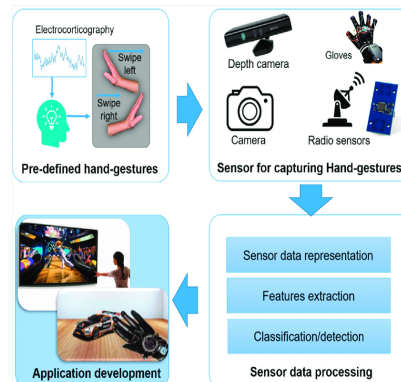 Electrocorticography
Swipe
left
Swipe
right
Pre-defined hand-gestures
Depth camera
Gloves
Camera
Radio sensors
Sensor for capturing Hand-gestures
Sensor data representation
Features extraction
Classification/detection
Sensor data processing
Application development